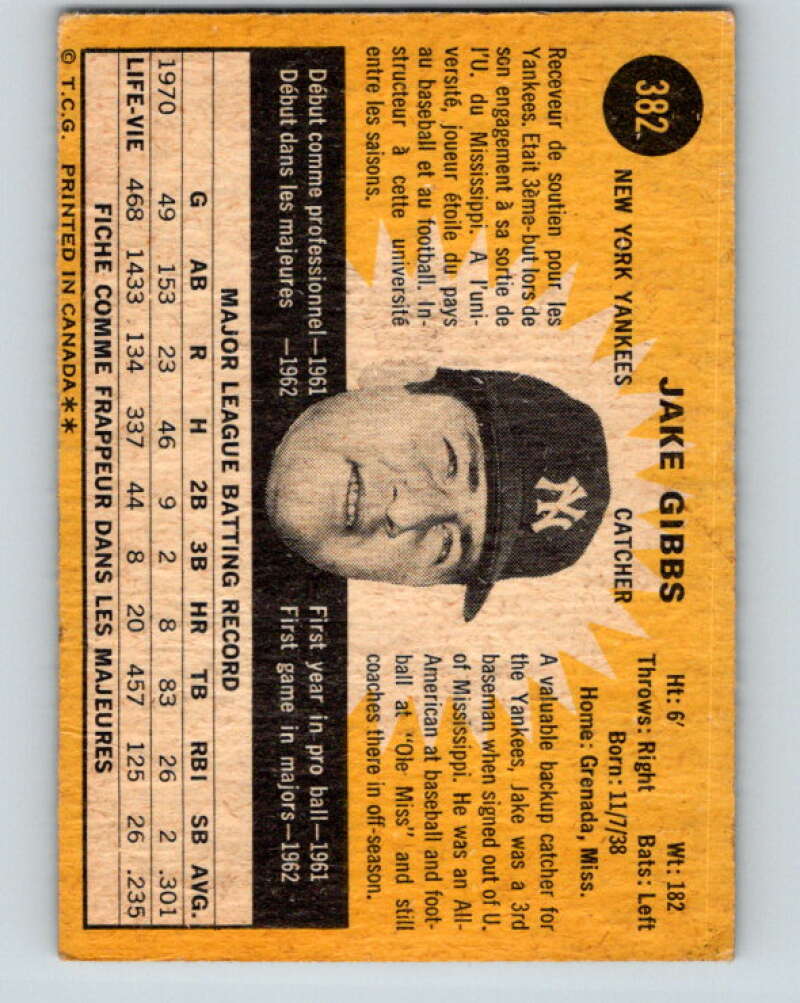 382
JAKE GIBBS
NEW YORK YANKEES
CATCHER
Ht: 6' Wt: 182
Throws: Right Bats: Left
Born: 11/7/38
Home: Grenada, Miss.
Receveur de soutien pour les
Yankees. Etait 3ème-but lors de
son engagement à sa sortie de
l'U. du Mississippi. A l'uni-
versité, joueur étoile du pays
au baseball et au football. In-
structeur à cette université
entre les saisons.
A valuable backup catcher for
the Yankees, Jake was a 3rd
baseman when signed out of U.
of Mississippi. He was an All-
American at baseball and foot-
ball at "Ole Miss" and still
coaches there in off-season.
NY
Début comme professionnel—1961
Début dans les majeures —1962
First year in pro ball—1961
First game in majors—1962
MAJOR LEAGUE BATTING RECORD
G AB R H 2B 3B HR TB RBI SB AVG.
1970 49 153 23 46 9 2 8 83 26 2 .301
LIFE-VIE 468 1433 134 337 44 8 20 457 125 26 .235
FICHE COMME FRAPPEUR DANS LES MAJEURES
© T.C.G. PRINTED IN CANADA**